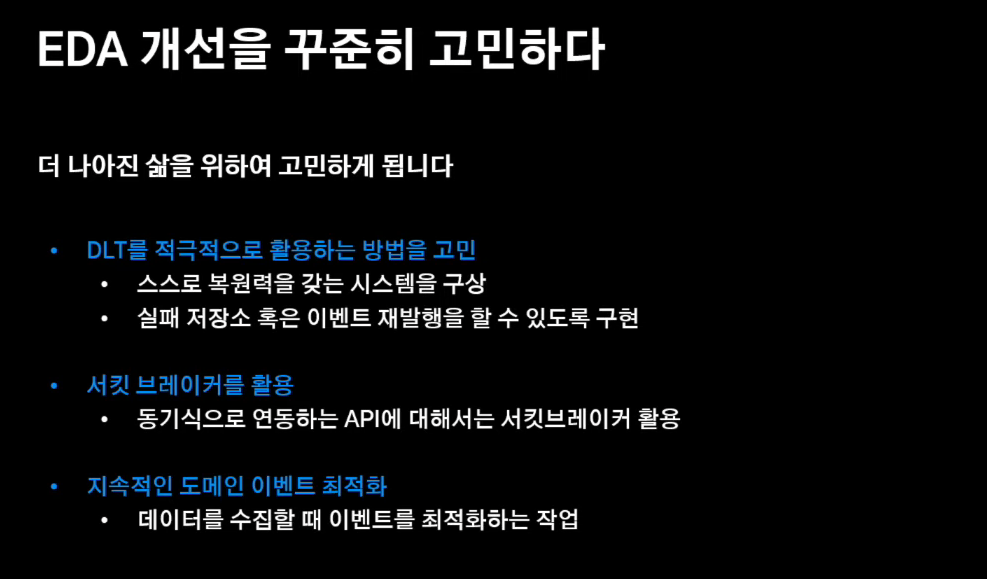 EDA 개선을 꾸준히 고민하다
더 나아진 삶을 위하여 고민하게 됩니다
• DLT를 적극적으로 활용하는 방법을 고민
• 스스로 복원력을 갖는 시스템을 구상
• 실패 저장소 혹은 이벤트 재발행을 할 수 있도록 구현
• 서킷 브레이커를 활용
• 동기식으로 연동하는 API에 대해서는 서킷브레이커 활용
• 지속적인 도메인 이벤트 최적화
• 데이터를 수집할 때 이벤트를 최적화하는 작업